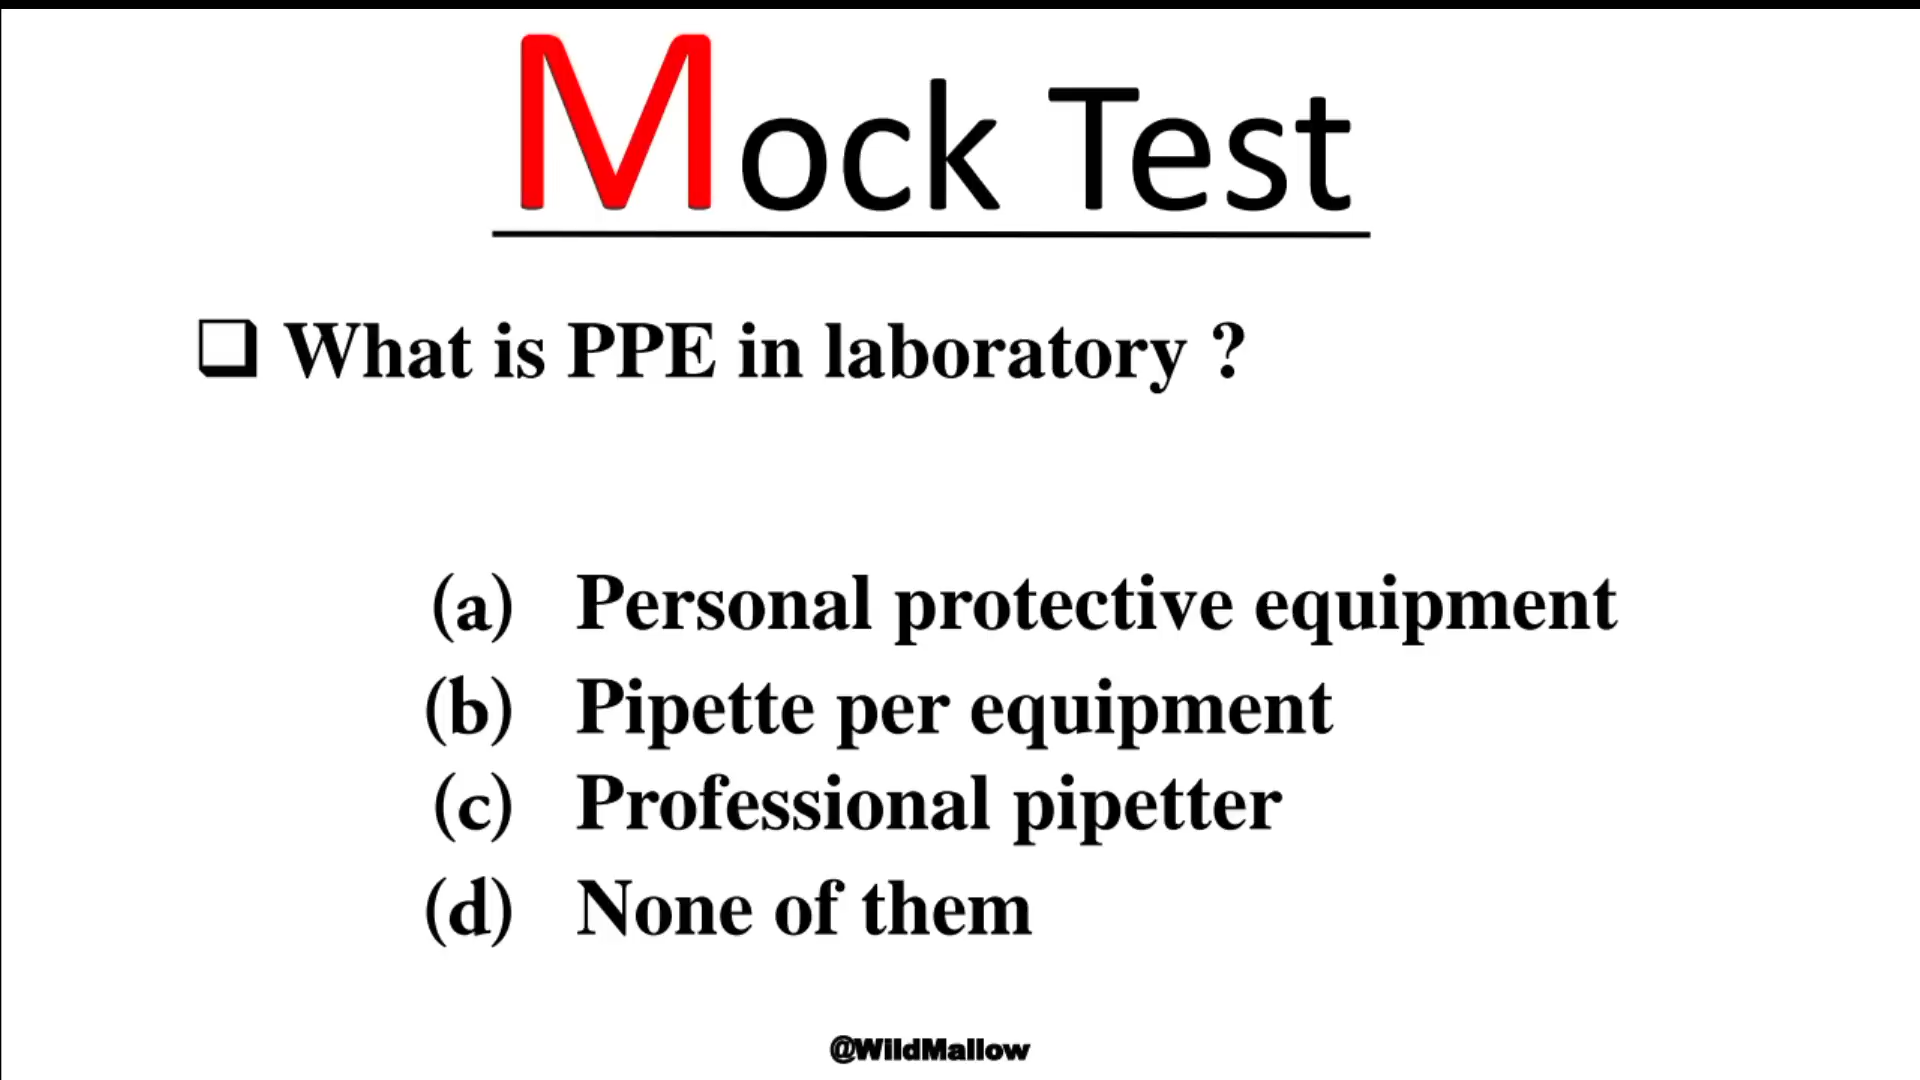 Mock Test
❑ What is PPE in laboratory ?
(a) Personal protective equipment
(b) Pipette per equipment
(c) Professional pipetter
(d) None of them
@WildMallow